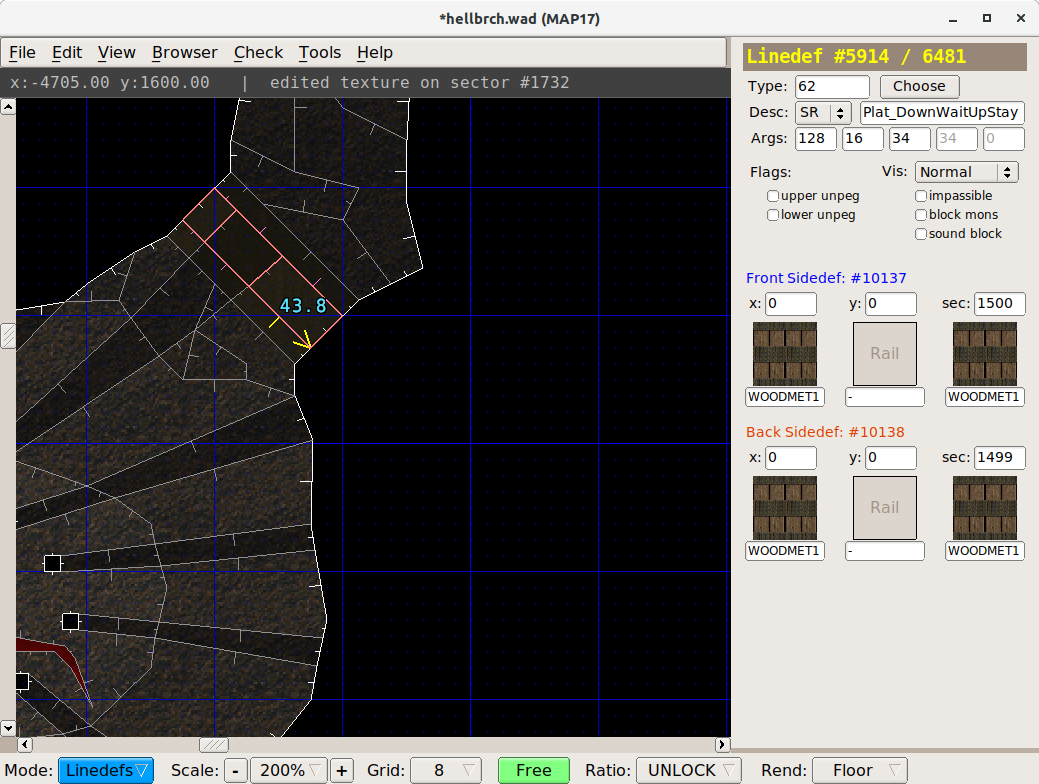 *hellbrch.wad (MAP17)
File Edit View Browser Check Tools Help
x:-4705.00 y:1600.00 | edited texture on sector #1732
Linedef #5914 / 6481
Type: 62 Choose
Desc: SR Plat_DownWaitUpStay
Args: 128 16 34 34 0
Flags: Vis: Normal
upper unpeg impassible
lower unpeg block mons
sound block
Front Sidedef: #10137
x: 0 y: 0 sec: 1500
Rail
WOODMET1 - WOODMET1
Back Sidedef: #10138
x: 0 y: 0 sec: 1499
Rail
WOODMET1 - WOODMET1
43.8
Mode: Linedefs Scale: - 200% + Grid: 8 Free Ratio: UNLOCK Rend: Floor